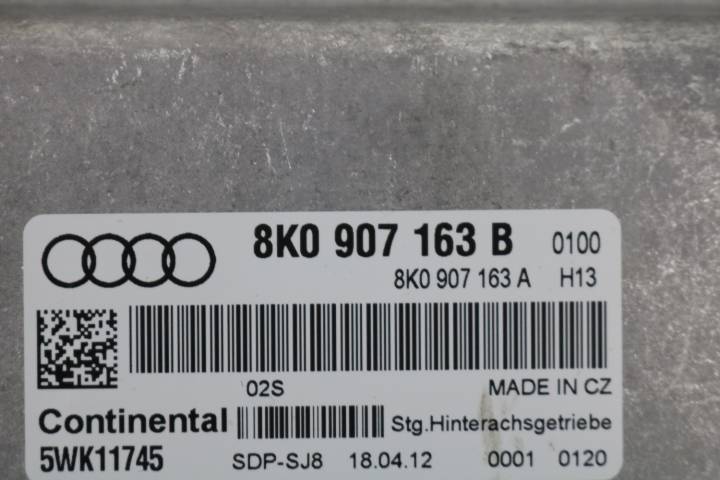 8K0 907 163 B 0100
8K0 907 163 A H13
02S MADE IN CZ
Continental Stg.Hinterachsgetriebe
5WK11745 SDP-SJ8 18.04.12 0001 0120